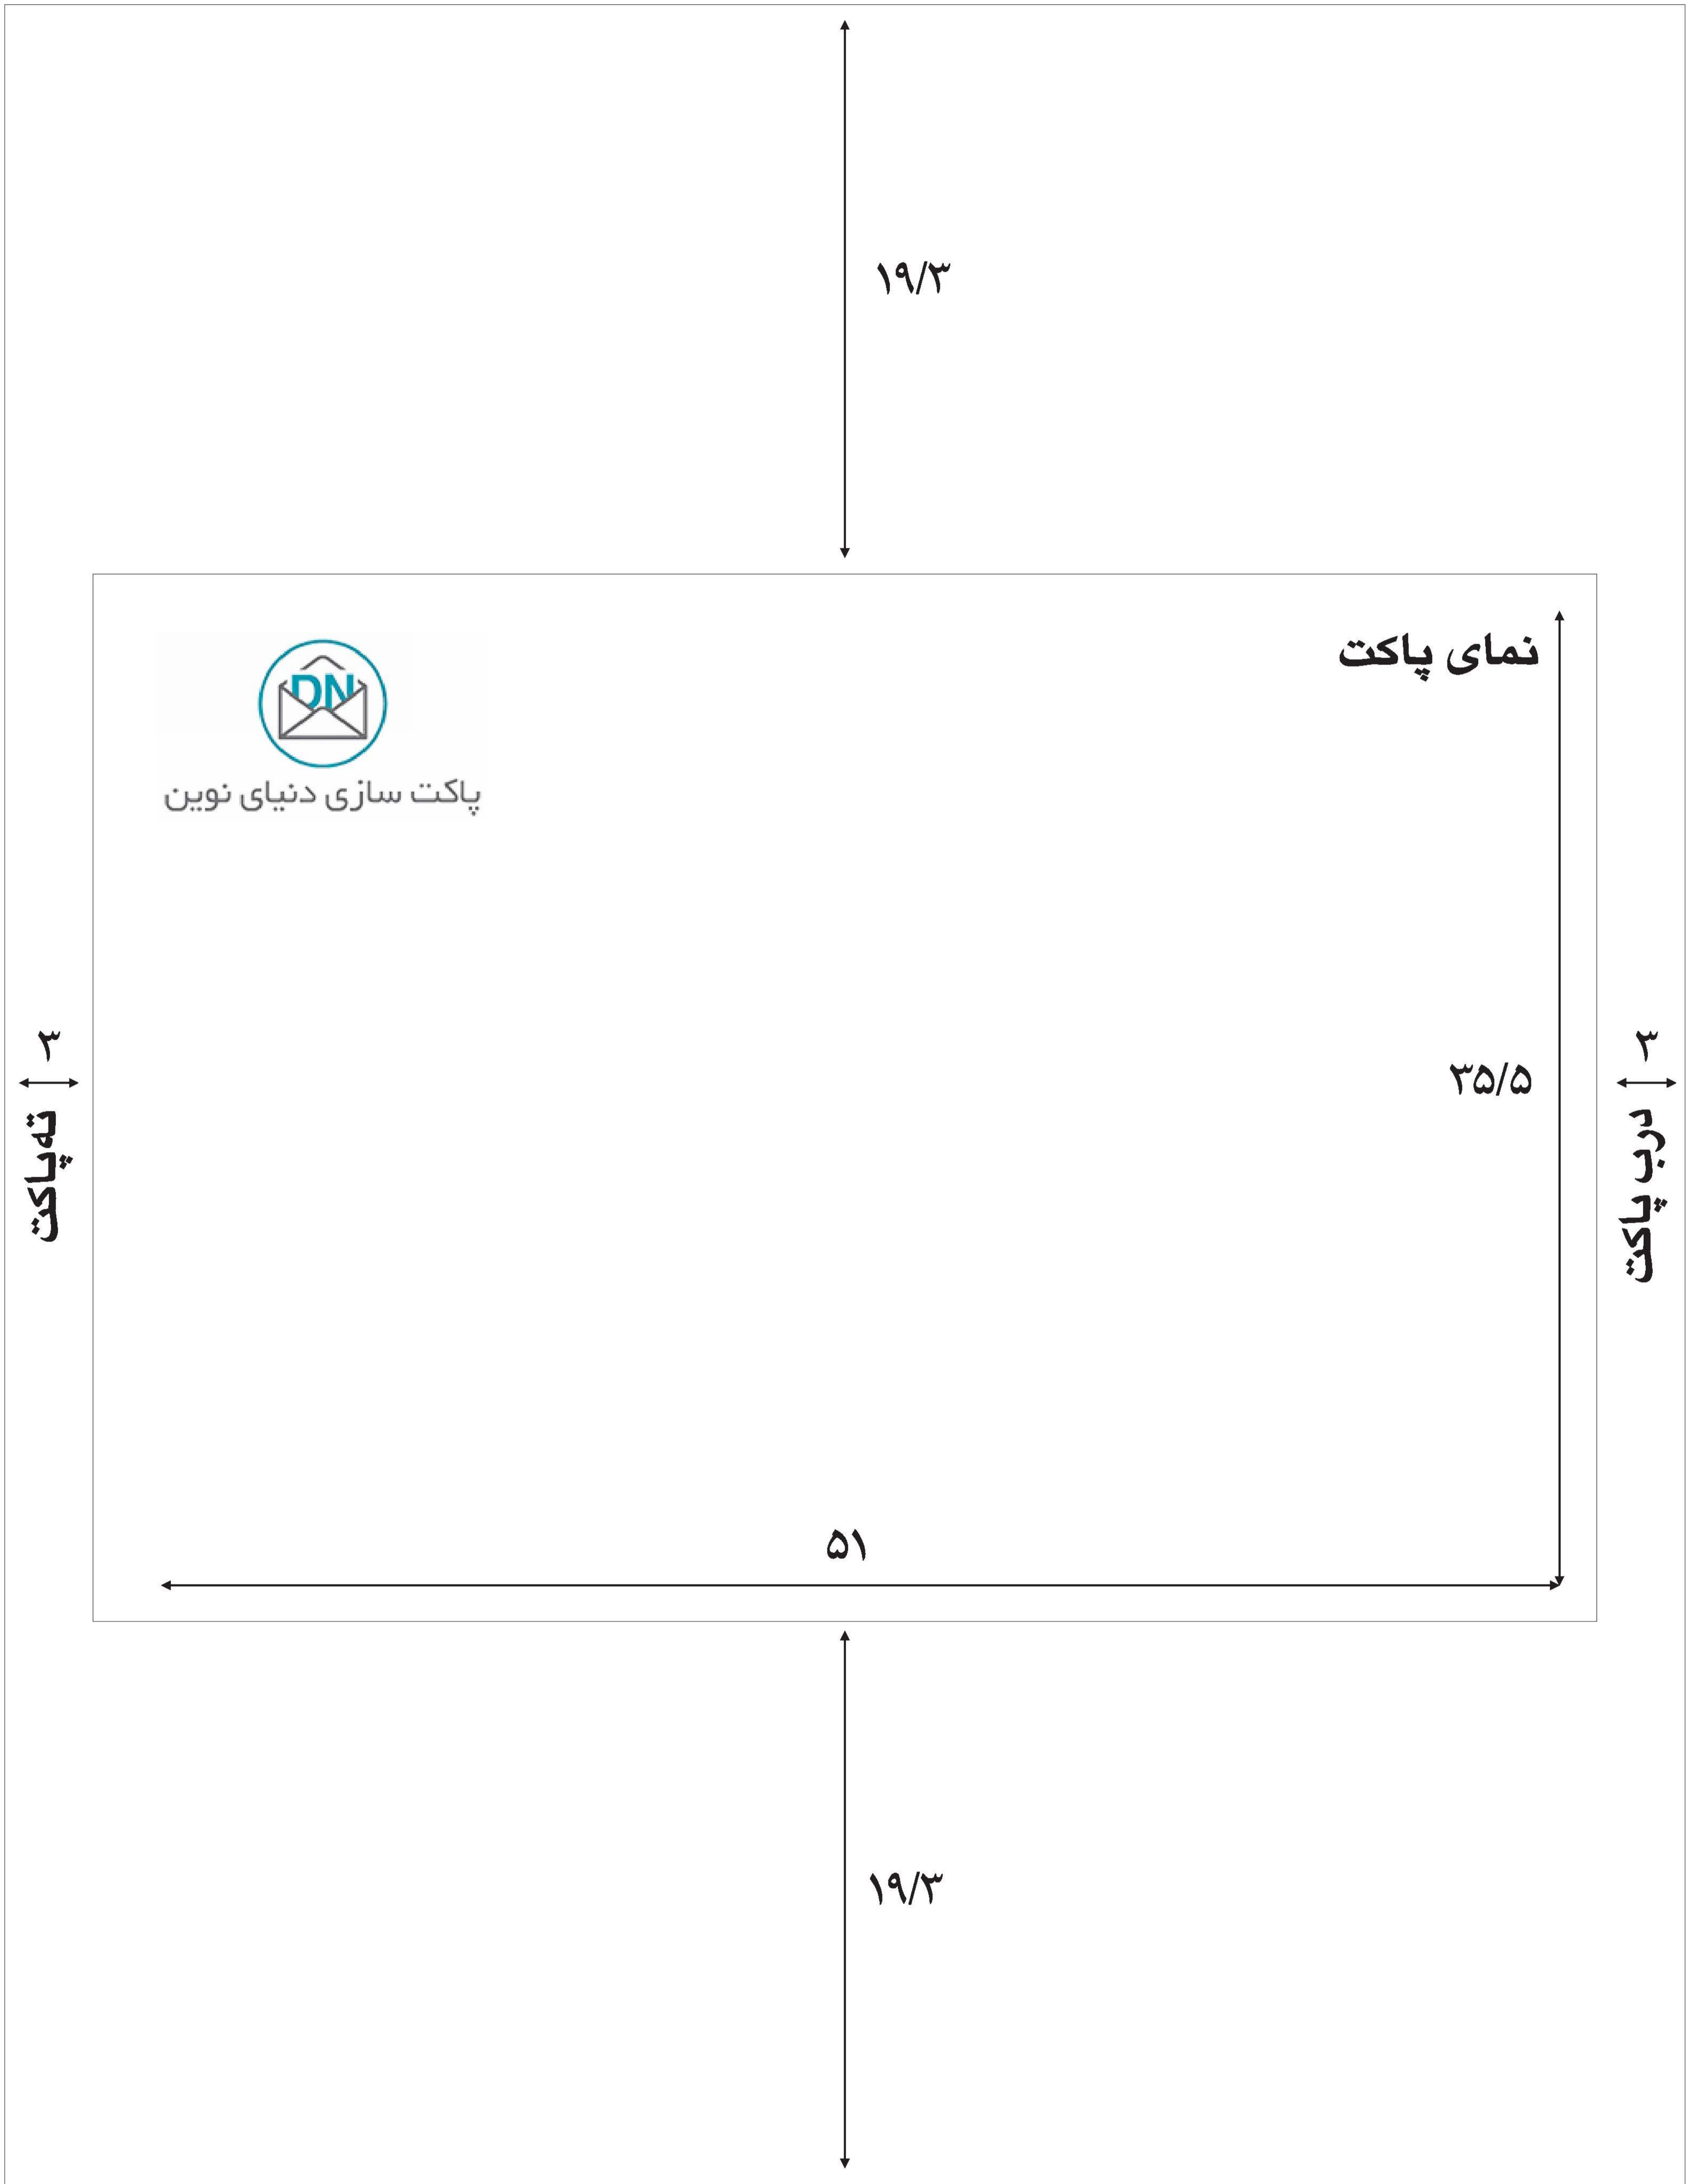 ۱۹/۳
نمای پاکت
DN
پاکت سازی دنیای نوین
۳
درب پاکت
۳۵/۵
۳
ته پاکت
۵۱
۱۹/۳